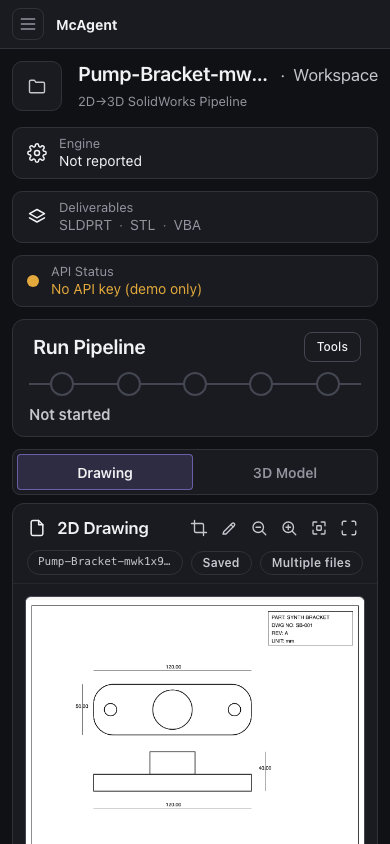 McAgent
Pump-Bracket-mw... · Workspace
2D→3D SolidWorks Pipeline
Engine
Not reported
Deliverables
SLDPRT · STL · VBA
API Status
No API key (demo only)
Run Pipeline
Tools
Not started
Drawing
3D Model
2D Drawing
Pump-Bracket-mwk1x9…
Saved
Multiple files
PART: SYNTH BRACKET
DWG NO: SB-001
REV: A
UNIT: mm
120.00
50.00
40.00
120.00